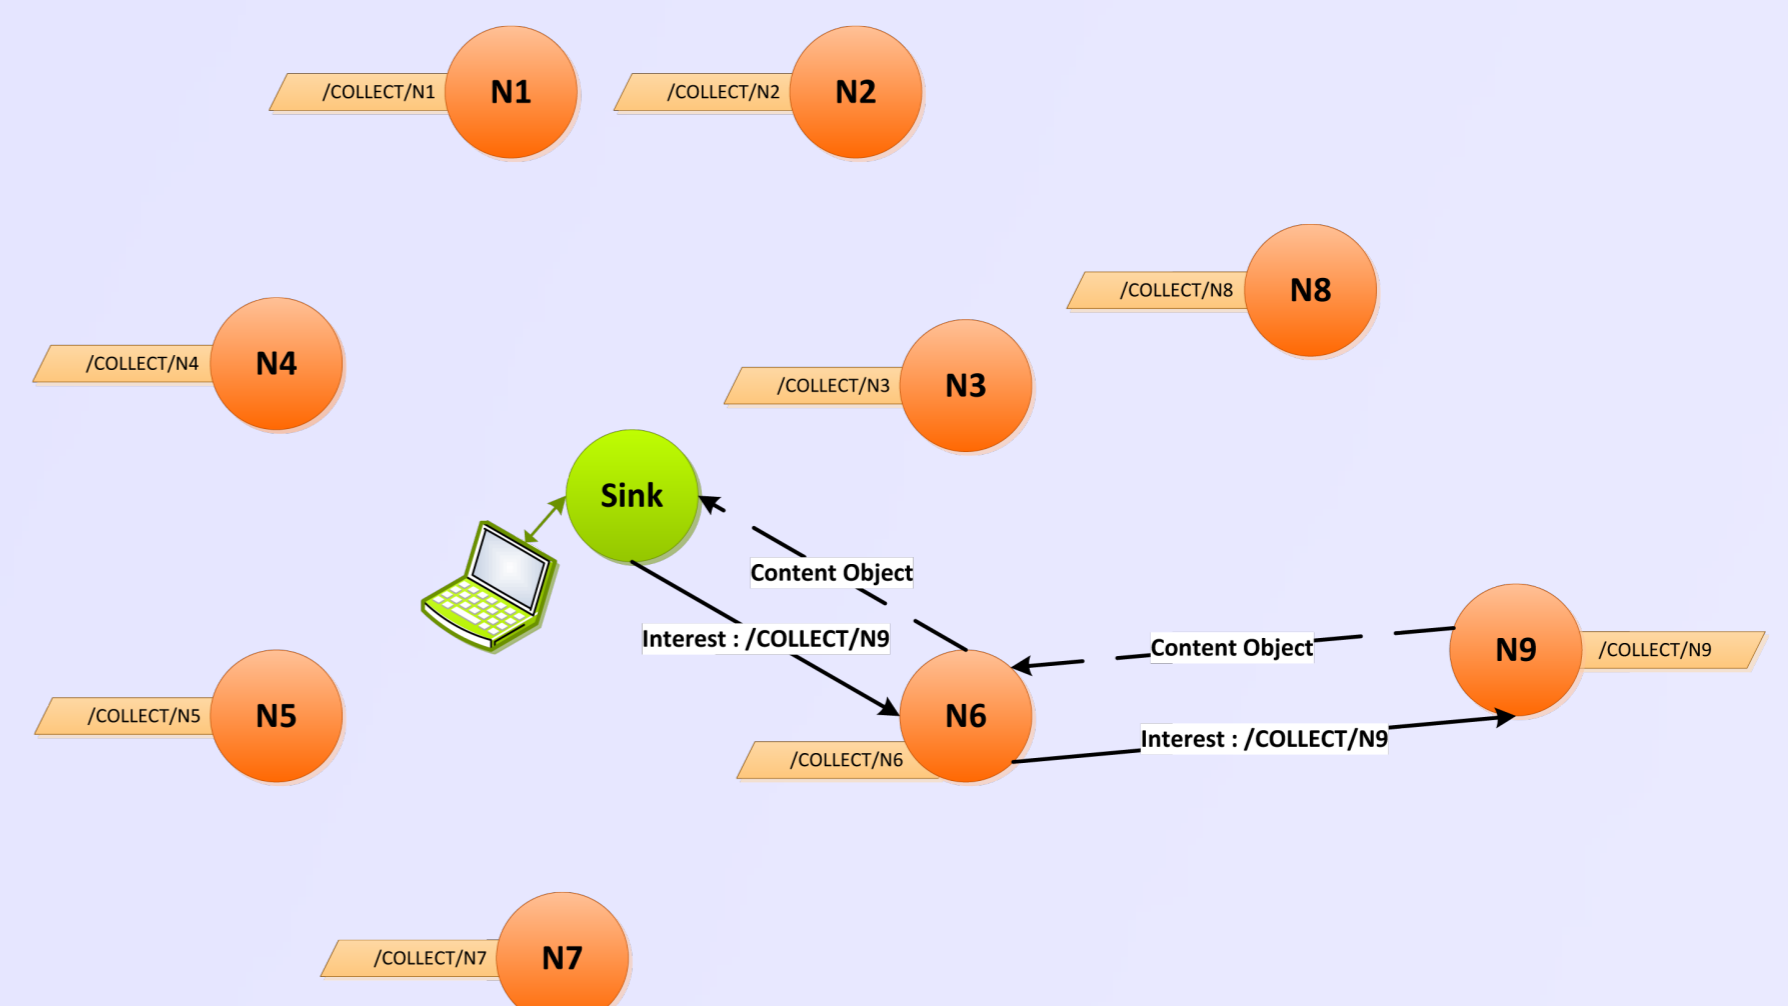 /COLLECT/N1
N1
/COLLECT/N2
N2
/COLLECT/N8
N8
/COLLECT/N4
N4
/COLLECT/N3
N3
Sink
Content Object
Interest : /COLLECT/N9
Content Object
N9
/COLLECT/N9
/COLLECT/N5
N5
N6
/COLLECT/N6
Interest : /COLLECT/N9
/COLLECT/N7
N7